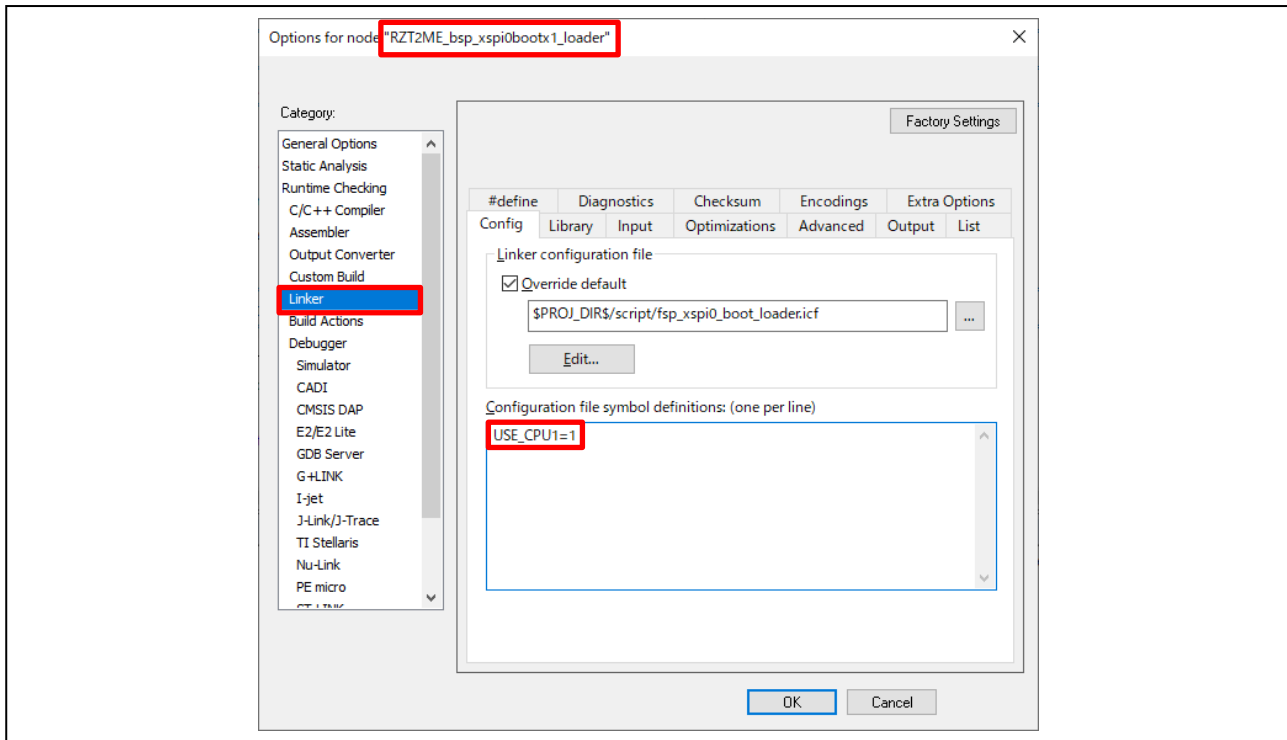 Options for node "RZT2ME_bsp_xspi0bootx1_loader"
Category:
Factory Settings
General Options
Static Analysis
Runtime Checking
C/C++ Compiler
Assembler
Output Converter
Custom Build
Linker
Build Actions
Debugger
Simulator
CADI
CMSIS DAP
E2/E2 Lite
GDB Server
G+LINK
I-jet
J-Link/J-Trace
TI Stellaris
Nu-Link
PE micro
#define Diagnostics Checksum Encodings Extra Options
Config Library Input Optimizations Advanced Output List
Linker configuration file
Override default
$PROJ_DIR$/script/fsp_xspi0_boot_loader.icf
...
Edit...
Configuration file symbol definitions: (one per line)
USE_CPU1=1
OK Cancel